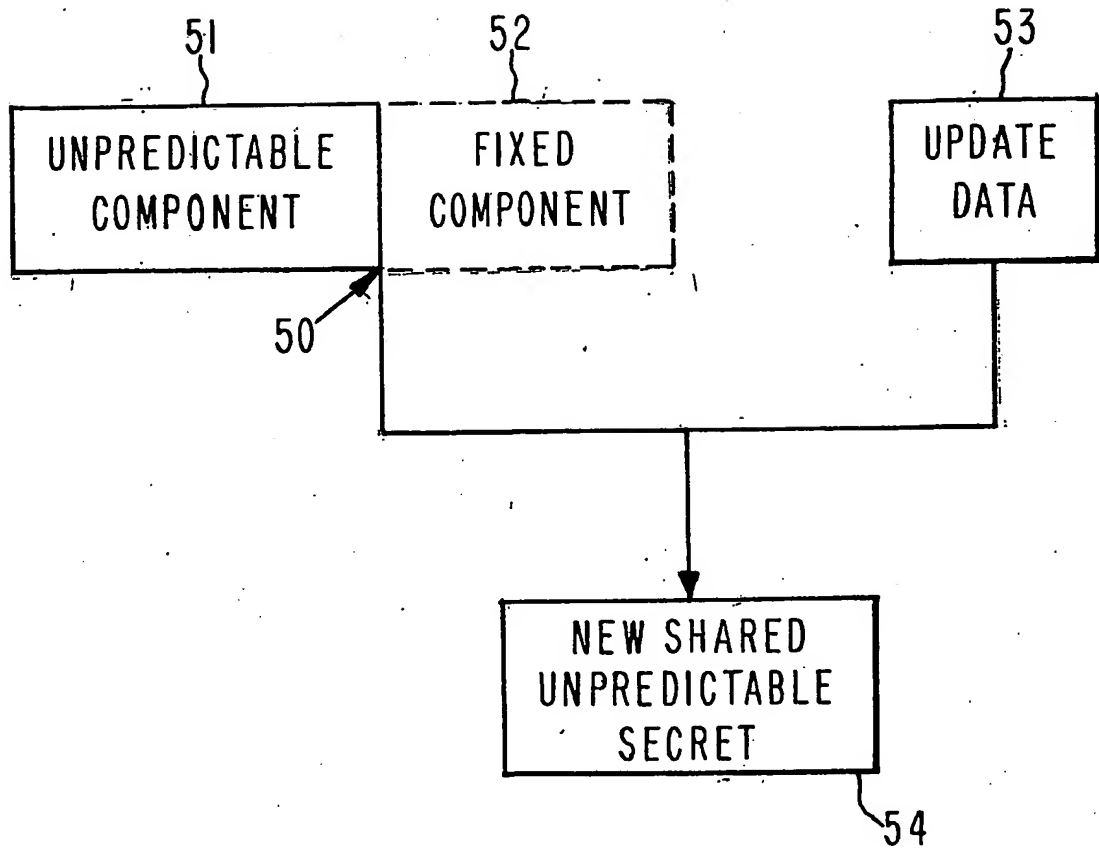 51
52
53
UNPREDICTABLE
COMPONENT
FIXED
COMPONENT
UPDATE
DATA
50
NEW SHARED
UNPREDICTABLE
SECRET
54